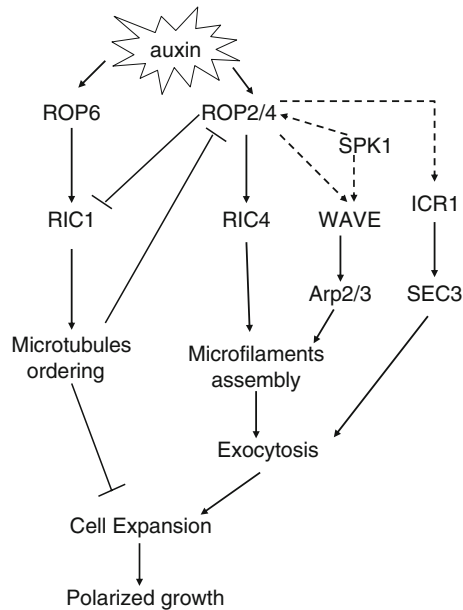 auxin
ROP6
ROP2/4
SPK1
RIC1
RIC4
WAVE
ICR1
Arp2/3
SEC3
Microtubules
ordering
Microfilaments
assembly
Exocytosis
Cell Expansion
Polarized growth